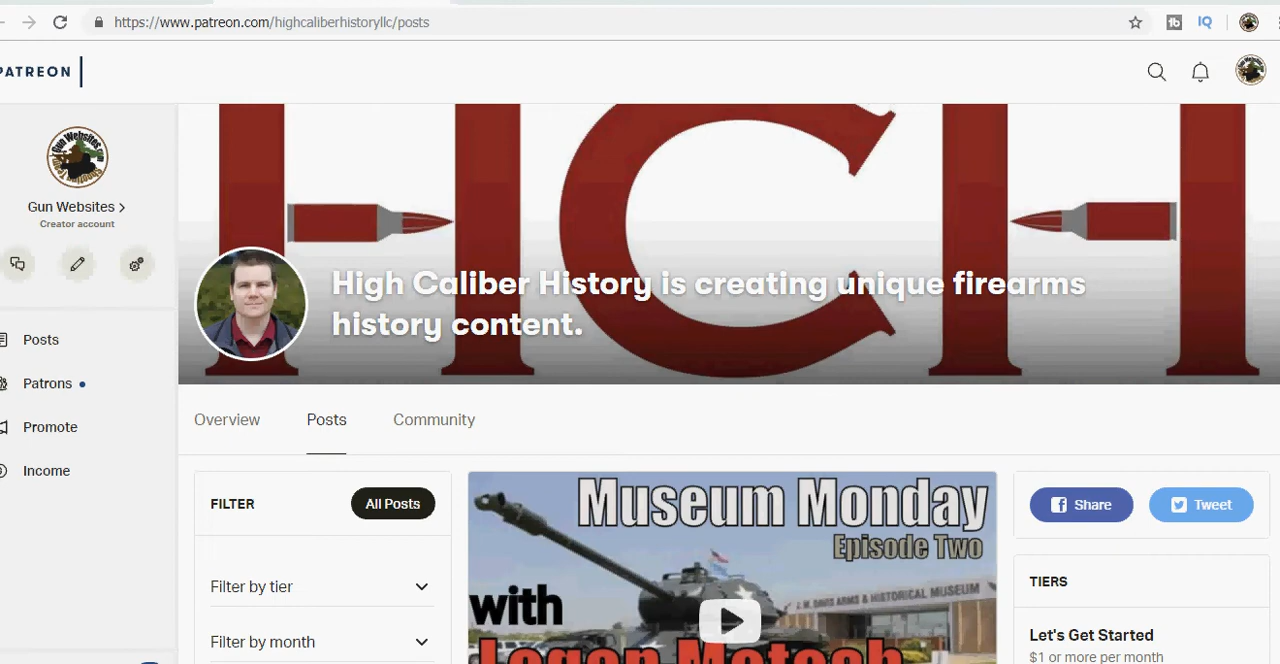 https://www.patreon.com/highcaliberhistoryllc/posts
IQ
PATREON
Gun Websites
Creator account
Posts
Patrons
Promote
Income
HCH
High Caliber History is creating unique firearms
history content.
Overview
Posts
Community
FILTER
All Posts
Filter by tier
Filter by month
Museum Monday
Episode Two
with
Logan Metesh
J. M. DAVIS ARMS & HISTORICAL MUSEUM
Share
Tweet
TIERS
Let's Get Started
$1 or more per month